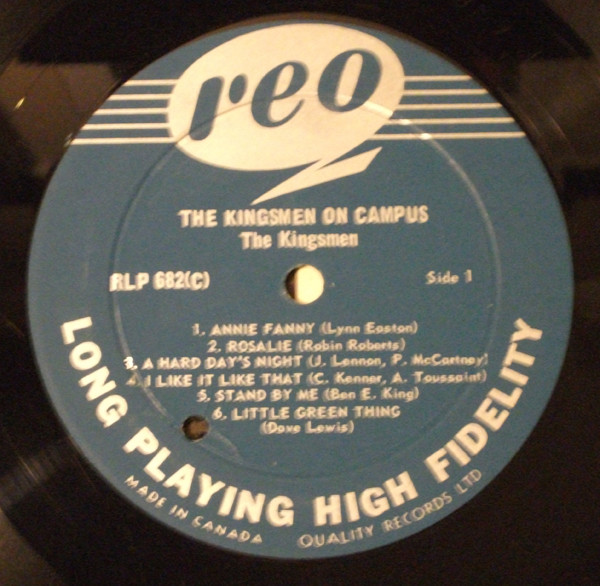 reo
THE KINGSMEN ON CAMPUS
The Kingsmen
RLP 682(C)
Side 1
1. ANNIE FANNY (Lynn Easton)
2. ROSALIE (Robin Roberts)
3. A HARD DAY'S NIGHT (J. Lennon, P. McCartney)
4. I LIKE IT LIKE THAT (C. Kenner, A. Toussaint)
5. STAND BY ME (Ben E. King)
6. LITTLE GREEN THING
(Dave Lewis)
LONG PLAYING HIGH FIDELITY
MADE IN CANADA QUALITY RECORDS LTD